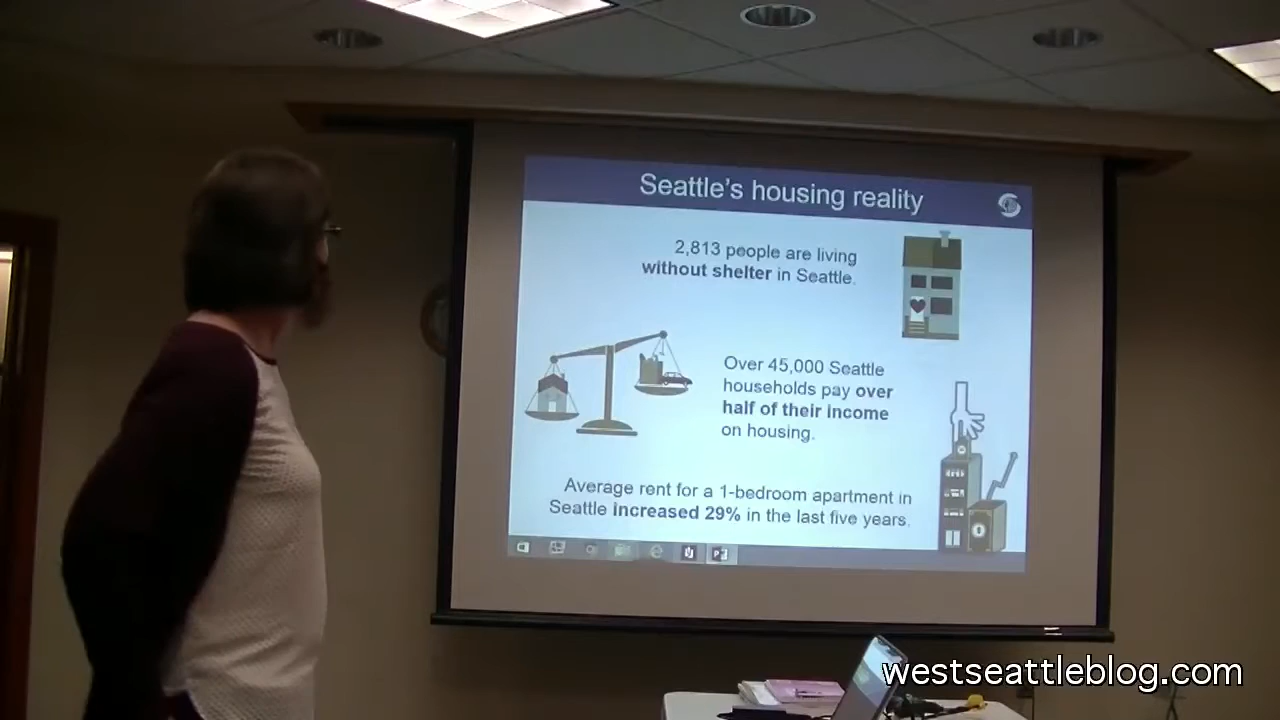 Seattle's housing reality
2,813 people are living
without shelter in Seattle.
Over 45,000 Seattle
households pay over
half of their income
on housing.
Average rent for a 1-bedroom apartment in
Seattle increased 29% in the last five years.
westseattleblog.com